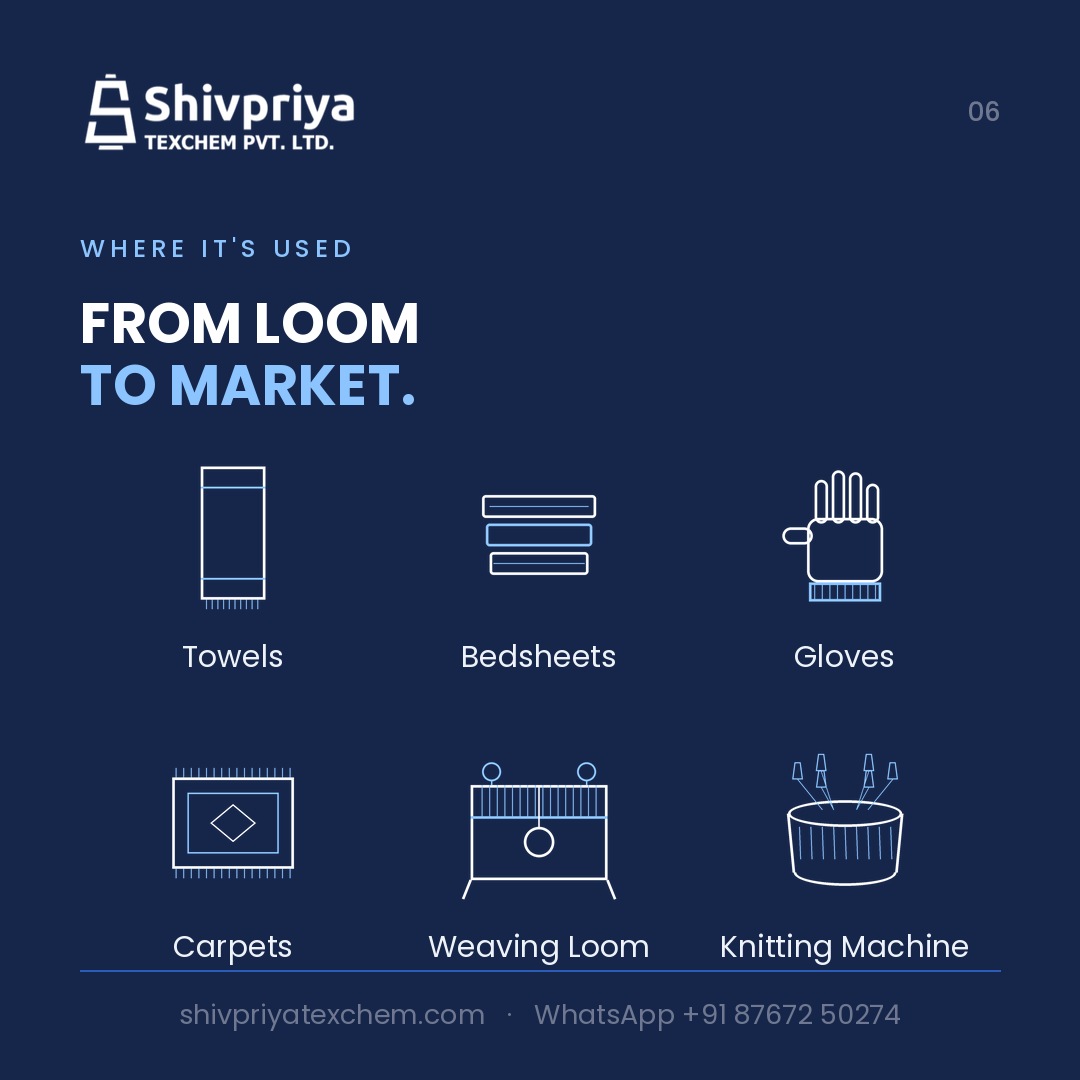 Shivpriya
TEXCHEM PVT. LTD.
06
WHERE IT'S USED
FROM LOOM
TO MARKET.
Towels
Bedsheets
Gloves
Carpets
Weaving Loom
Knitting Machine
shivpriyatexchem.com · WhatsApp +91 87672 50274